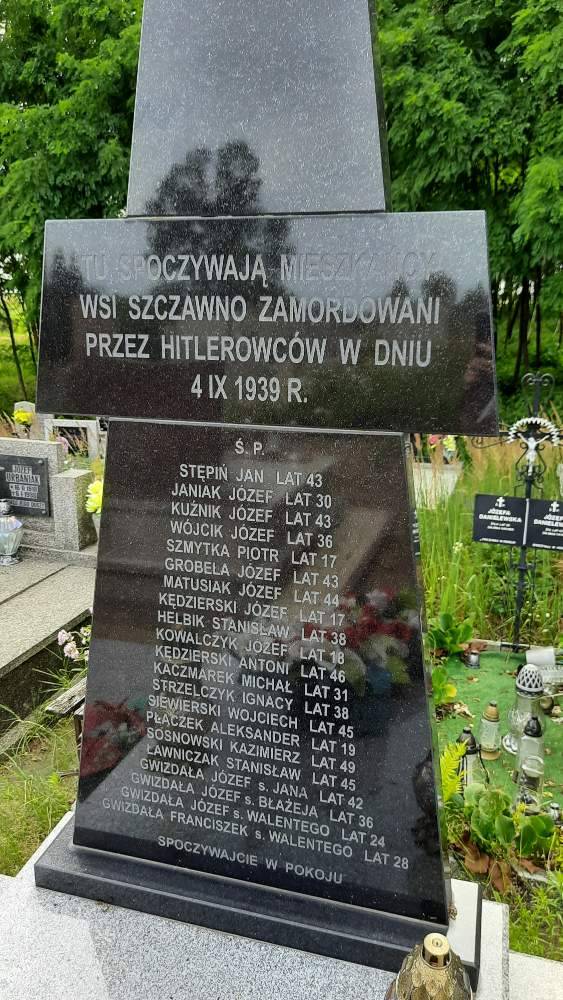 TU SPOCZYWAJĄ MIESZKAŃCY
WSI SZCZAWNO ZAMORDOWANI
PRZEZ HITLEROWCÓW W DNIU
4 IX 1939 R.
Ś. P.
STĘPIŃ JAN LAT 43
JANIAK JÓZEF LAT 30
KUŹNIK JÓZEF LAT 43
WÓJCIK JÓZEF LAT 36
SZMYTKA PIOTR LAT 17
GROBELA JÓZEF LAT 43
MATUSIAK JÓZEF LAT 44
KĘDZIERSKI JÓZEF LAT 17
HELBIK STANISŁAW LAT 38
KOWALCZYK JÓZEF LAT 18
KĘDZIERSKI ANTONI LAT 46
KACZMAREK MICHAŁ LAT 31
STRZELCZYK IGNACY LAT 38
SIEWIERSKI WOJCIECH LAT 45
PŁACZEK ALEKSANDER LAT 19
SOSNOWSKI KAZIMIERZ LAT 49
ŁAWNICZAK STANISŁAW LAT 45
GWIZDAŁA JÓZEF s. JANA LAT 42
GWIZDAŁA JÓZEF s. BŁAŻEJA LAT 36
GWIZDAŁA JÓZEF s. WALENTEGO LAT 24
GWIZDAŁA FRANCISZEK s. WALENTEGO LAT 28
SPOCZYWAJCIE W POKOJU
JÓZEF
URBANIAK
JÓZEFA
DANIELEWSKA